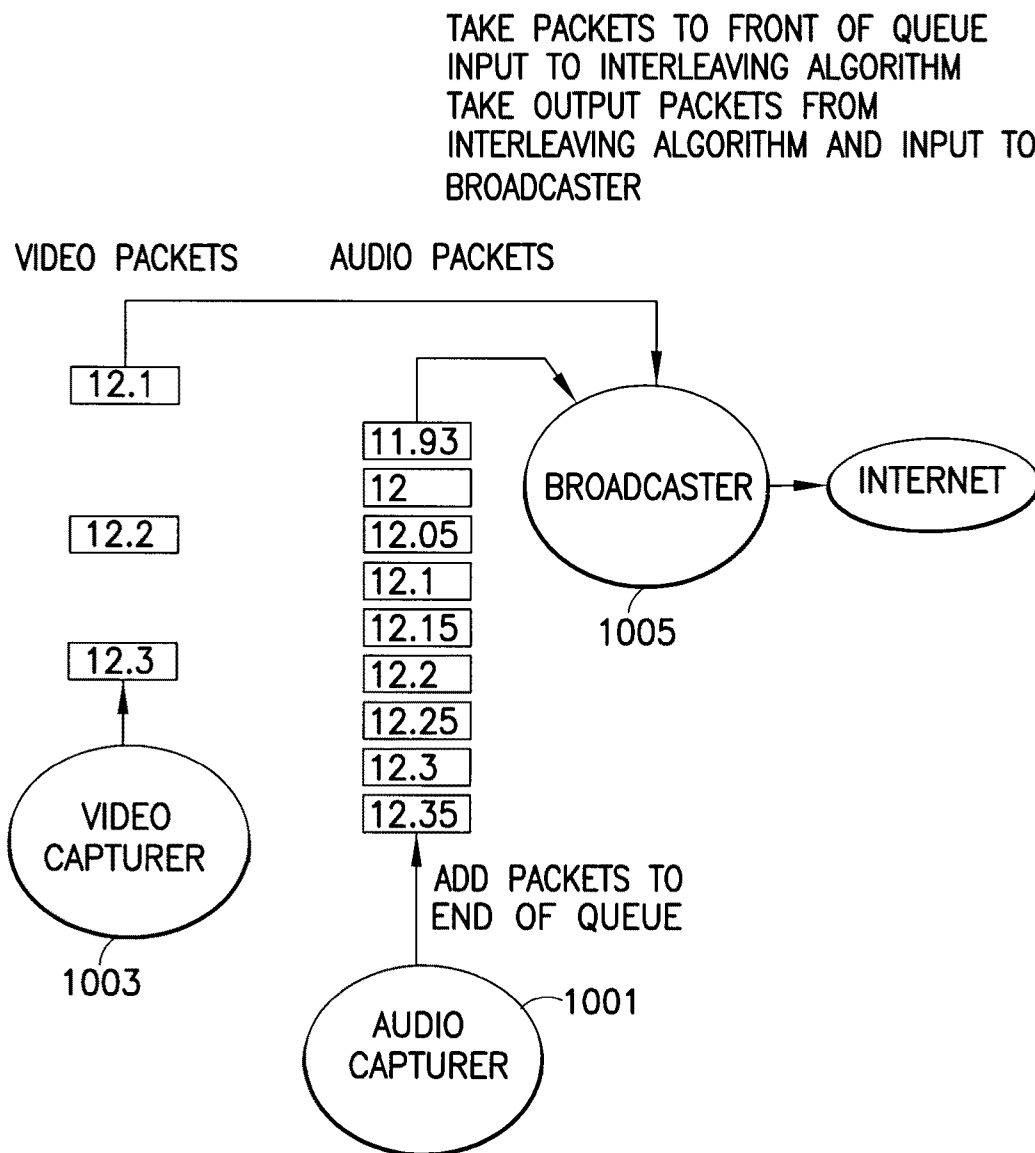 TAKE PACKETS TO FRONT OF QUEUE
INPUT TO INTERLEAVING ALGORITHM
TAKE OUTPUT PACKETS FROM
INTERLEAVING ALGORITHM AND INPUT TO
BROADCASTER
VIDEO PACKETS
AUDIO PACKETS
12.1
12.2
12.3
11.93
12
12.05
12.1
12.15
12.2
12.25
12.3
12.35
BROADCASTER
INTERNET
1005
VIDEO
CAPTURER
1003
ADD PACKETS TO
END OF QUEUE
1001
AUDIO
CAPTURER